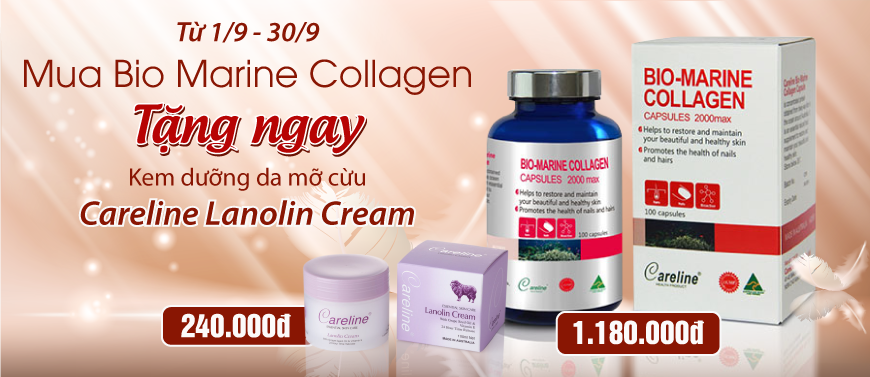 Từ 1/9 - 30/9
Mua Bio Marine Collagen
Tặng ngay
Kem dưỡng da mỡ cừu
Careline Lanolin Cream
240.000đ
Careline
Lanolin Cream
Careline
Lanolin Cream
MADE IN AUSTRALIA
BIO-MARINE COLLAGEN
CAPSULES 2000 max
Helps to restore and maintain
your beautiful and healthy skin
Promotes the health of nails and hairs
100 capsules
Careline
1.180.000đ
BIO-MARINE
COLLAGEN
CAPSULES 2000max
Helps to restore and maintain
your beautiful and healthy skin
Promotes the health of nails
and hairs
100 capsules
Careline
HEALTH PRODUCT